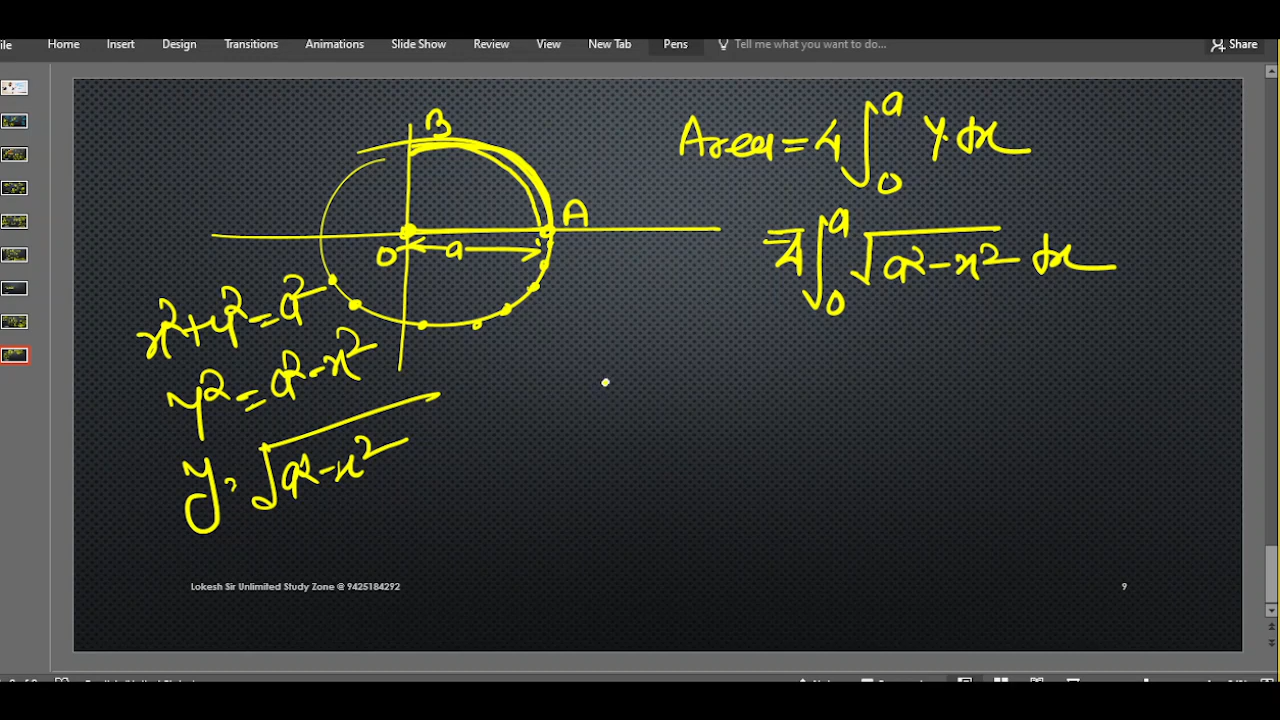 File Home Insert Design Transitions Animations Slide Show Review View New Tab Pens Tell me what you want to do... Share
B
A
O
a
Area = 4 ∫₀ᵃ y·dx
= 4 ∫₀ᵃ √(a²-x²) dx
x²+y²=a²
y²=a²-x²
y=√(a²-x²)
Lokesh Sir Unlimited Study Zone @ 9425184292
9